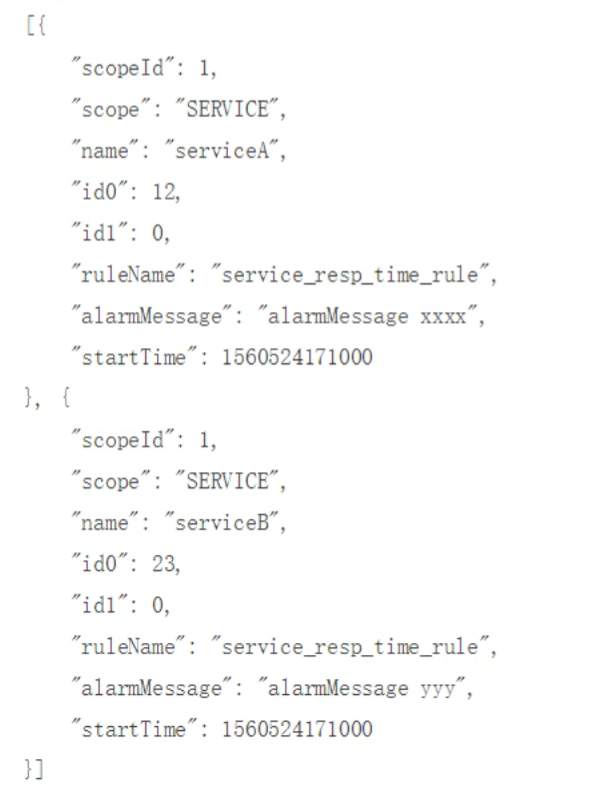 [{
"scopeId": 1,
"scope": "SERVICE",
"name": "serviceA",
"id0": 12,
"id1": 0,
"ruleName": "service_resp_time_rule",
"alarmMessage": "alarmMessage xxxx",
"startTime": 1560524171000
}, {
"scopeId": 1,
"scope": "SERVICE",
"name": "serviceB",
"id0": 23,
"id1": 0,
"ruleName": "service_resp_time_rule",
"alarmMessage": "alarmMessage yyy",
"startTime": 1560524171000
}]